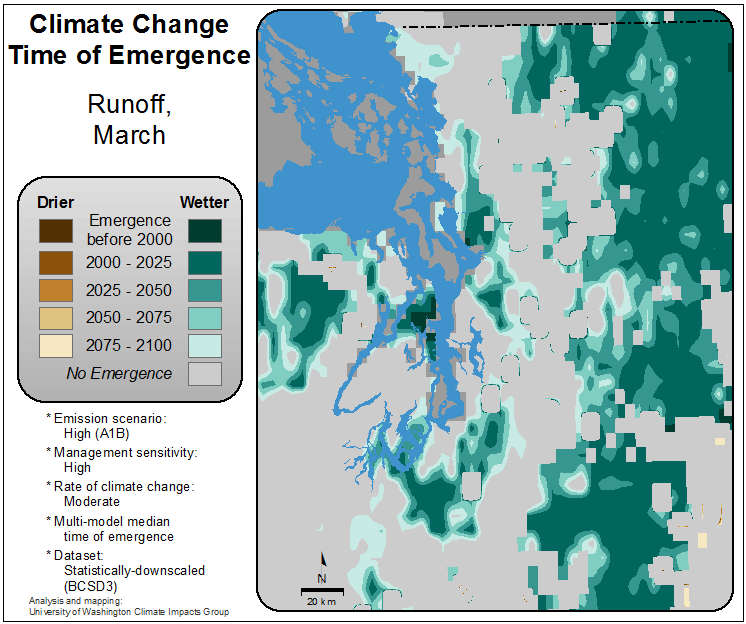 Climate Change
Time of Emergence
Runoff,
March
Drier
Wetter
Emergence
before 2000
2000 - 2025
2025 - 2050
2050 - 2075
2075 - 2100
No Emergence
* Emission scenario:
High (A1B)
* Management sensitivity:
High
* Rate of climate change:
Moderate
* Multi-model median
time of emergence
* Dataset:
Statistically-downscaled
(BCSD3)
Analysis and mapping:
University of Washington Climate Impacts Group
N
20 km